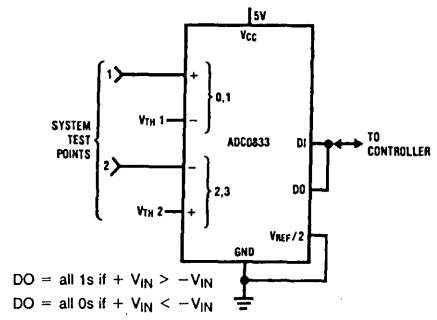 5V
VCC
1
+
0,1
VTH 1
−
SYSTEM
TEST
POINTS
ADC0833
DI
TO
CONTROLLER
2
−
2,3
DO
VTH 2
+
VREF/2
GND
DO = all 1s if + VIN > −VIN
DO = all 0s if + VIN < −VIN